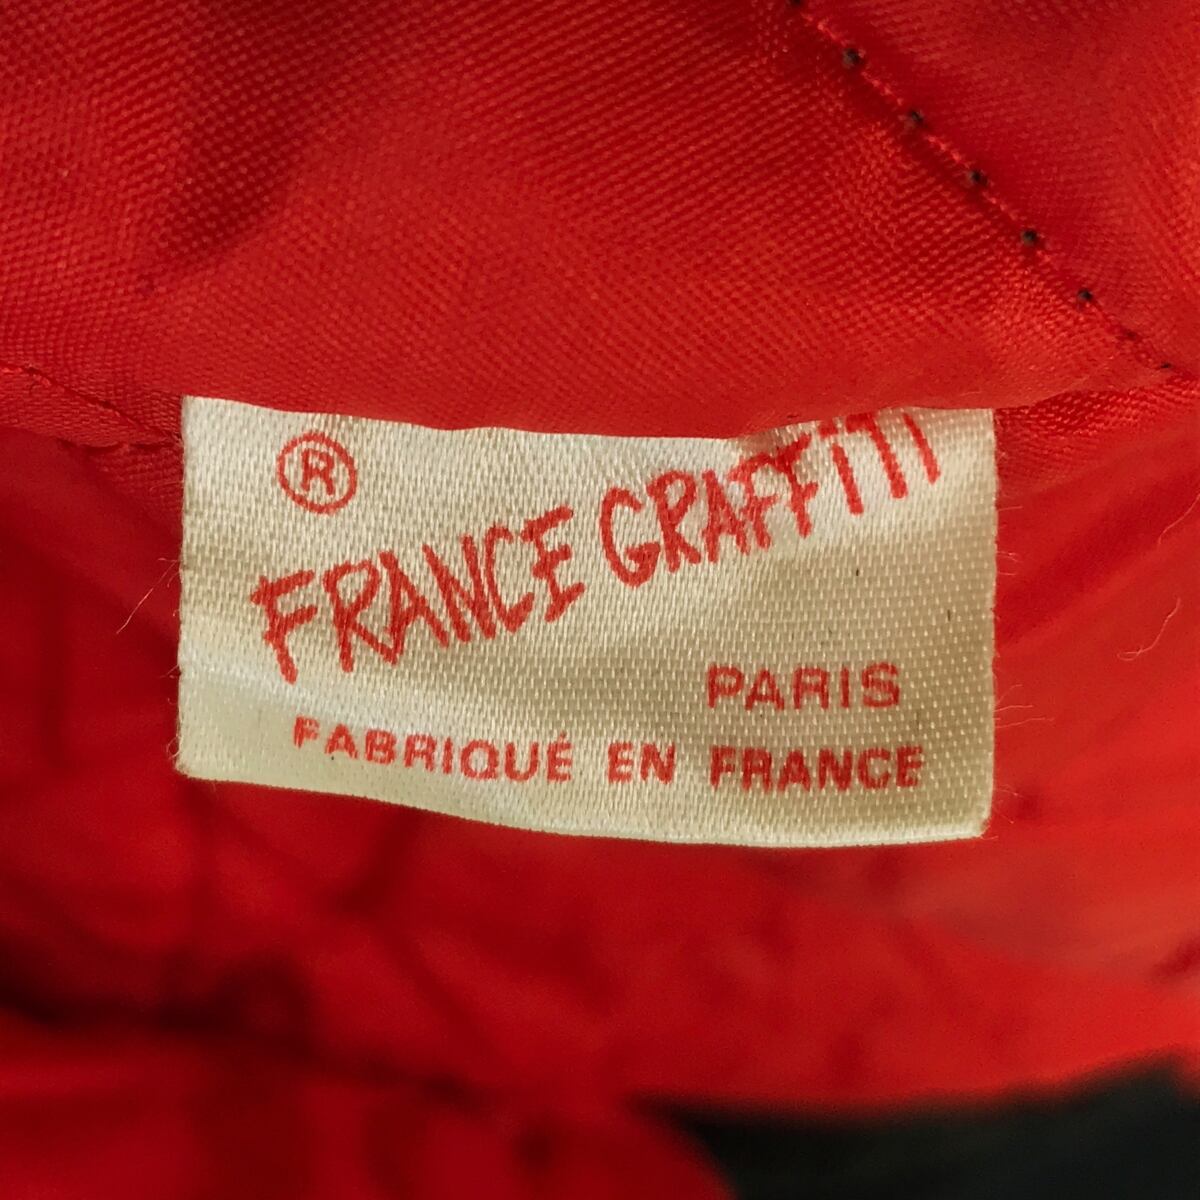 ®
FRANCE GRAFFiTi
PARIS
FABRIQUÉ EN FRANCE